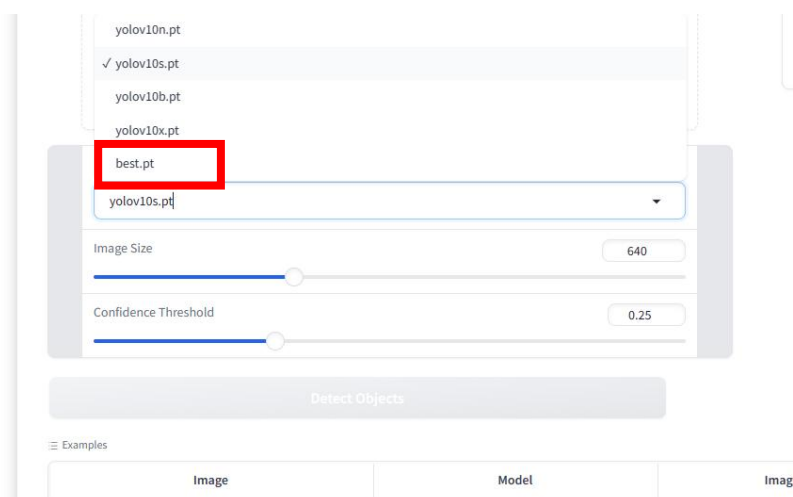 yolov10n.pt
✓ yolov10s.pt
yolov10b.pt
yolov10x.pt
best.pt
yolov10s.pt
Image Size
640
Confidence Threshold
0.25
Detect Objects
Examples
Image Model Imag